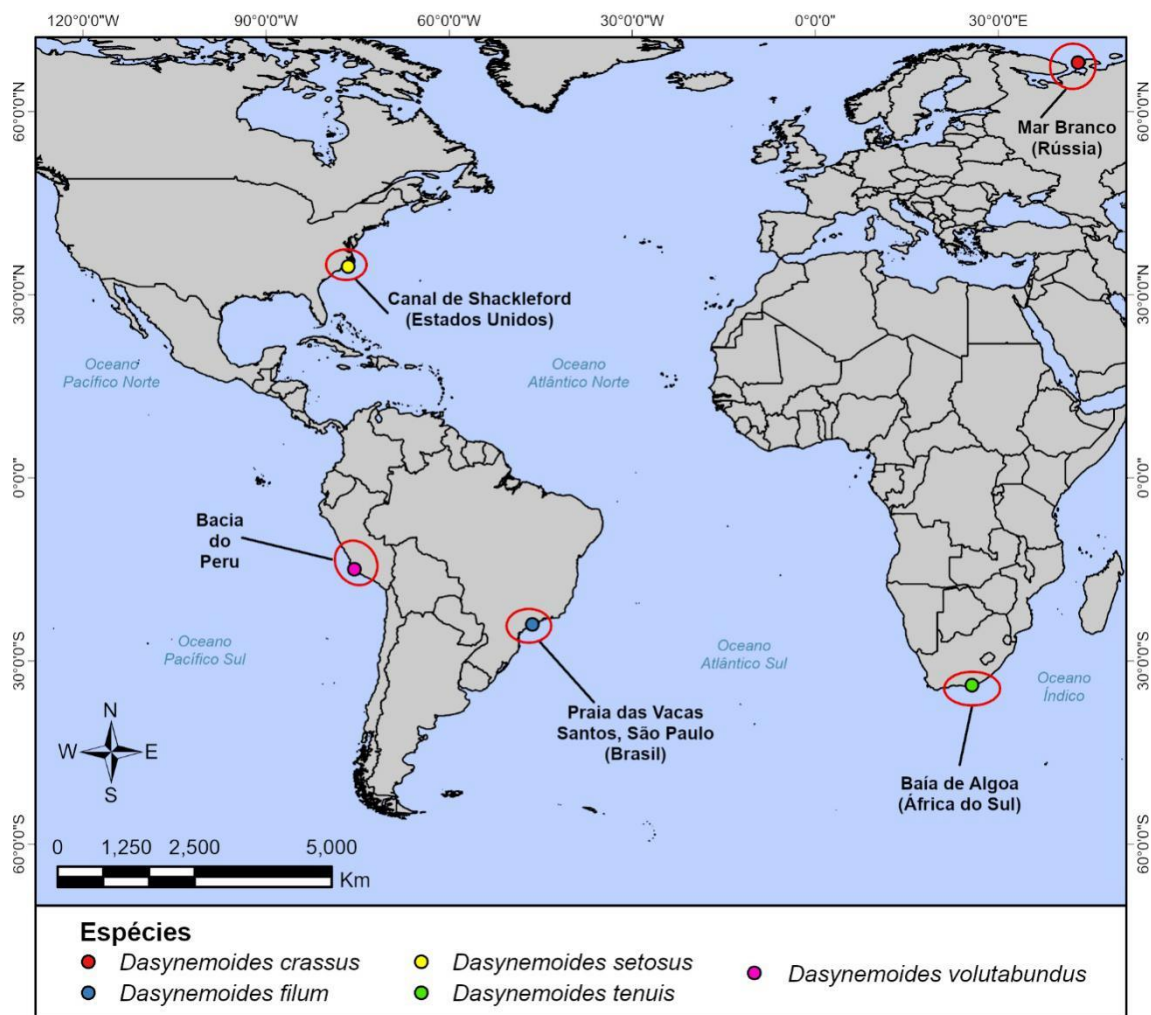 120°0'0"W
90°0'0"W
60°0'0"W
30°0'0"W
0°0'0"
30°0'0"E
60°0'0"N
60°0'0"N
Mar Branco
(Rússia)
30°0'0"N
30°0'0"N
Canal de Shackleford
(Estados Unidos)
Oceano
Pacífico Norte
Oceano
Atlântico Norte
0°0'0"
0°0'0"
Bacia
do
Peru
Oceano
Pacífico Sul
Oceano
Atlântico Sul
Oceano
Índico
30°0'0"S
30°0'0"S
Praia das Vacas
Santos, São Paulo
(Brasil)
Baía de Algoa
(África do Sul)
N
W
E
S
0 1,250 2,500 5,000
Km
60°0'0"S
60°0'0"S
Espécies
Dasynemoides crassus
Dasynemoides filum
Dasynemoides setosus
Dasynemoides tenuis
Dasynemoides volutabundus